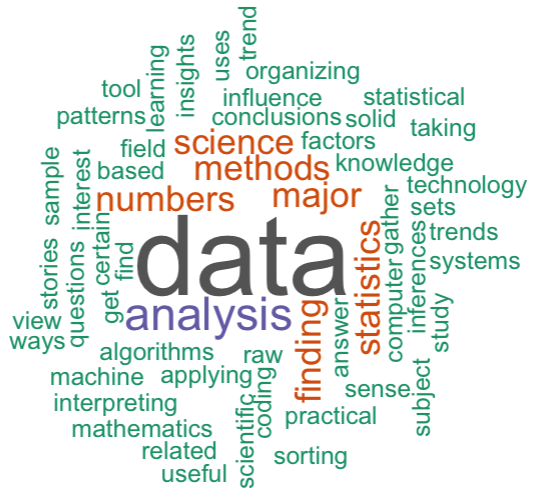 trend
uses
insights
learning
organizing
tool
influence
statistical
patterns
conclusions
solid
taking
science
factors
field
methods
knowledge
based
technology
sample
interest
numbers
major
sets
gather
certain
data
trends
stories
questions
find
statistics
inferences
systems
get
computer
analysis
view
finding
answer
study
ways
algorithms
raw
machine
applying
sense
subject
interpreting
coding
scientific
practical
mathematics
related
sorting
useful